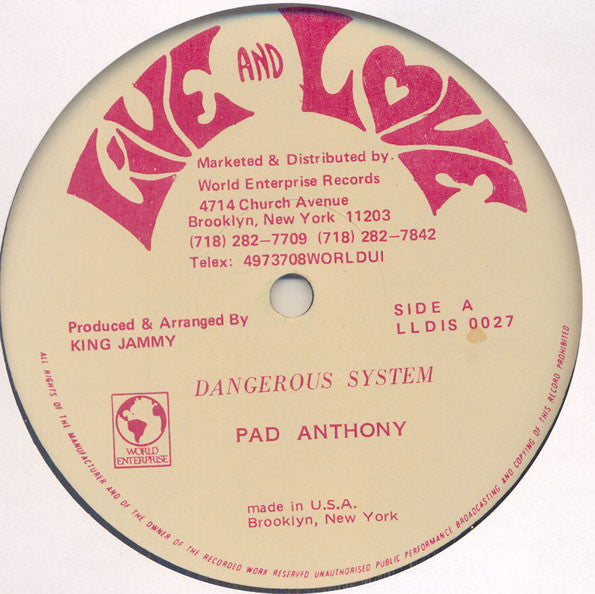 LIVE AND LOVE
Marketed & Distributed by.
World Enterprise Records
4714 Church Avenue
Brooklyn, New York 11203
(718) 282–7709 (718) 282–7842
Telex: 4973708WORLDUI
Produced & Arranged By
KING JAMMY
SIDE A
LLDIS 0027
DANGEROUS SYSTEM
PAD ANTHONY
WORLD
ENTERPRISE
made in U.S.A.
Brooklyn, New York
ALL RIGHTS OF THE MANUFACTURER AND OF THE OWNER OF THE RECORDED WORK RESERVED UNAUTHORISED PUBLIC PERFORMANCE BROADCASTING AND COPYING OF THIS RECORD PROHIBITED